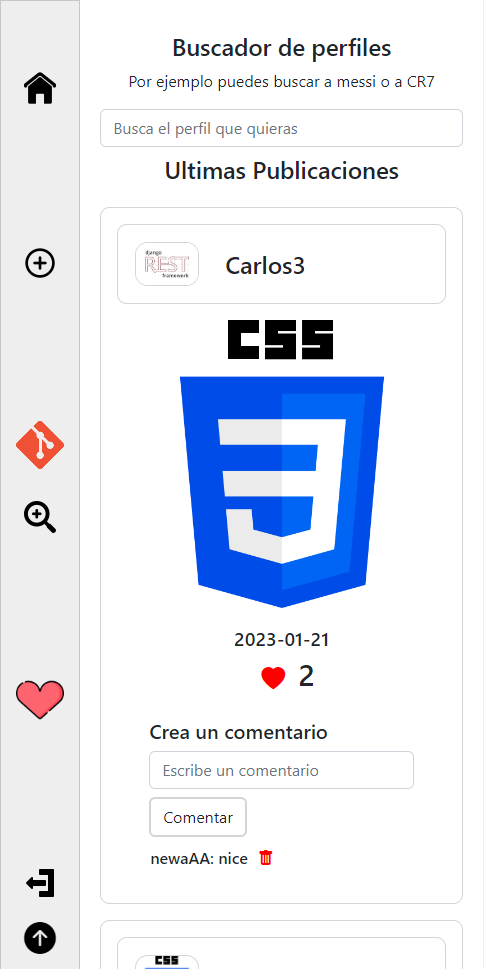 Buscador de perfiles
Por ejemplo puedes buscar a messi o a CR7
Busca el perfil que quieras
Ultimas Publicaciones
django
REST
framework
Carlos3
CSS
2023-01-21
2
Crea un comentario
Escribe un comentario
Comentar
newaAA: nice
CSS